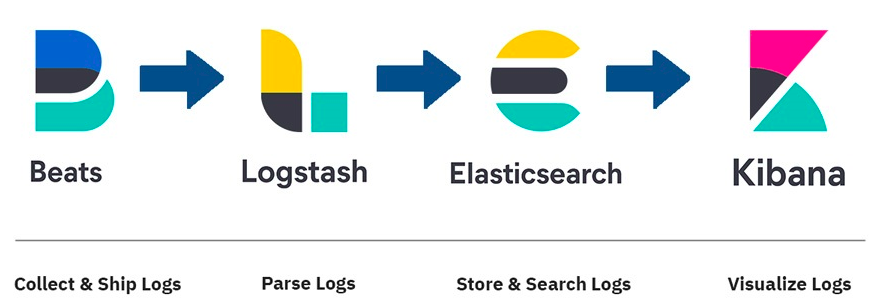 Beats
Logstash
Elasticsearch
Kibana
Collect & Ship Logs
Parse Logs
Store & Search Logs
Visualize Logs